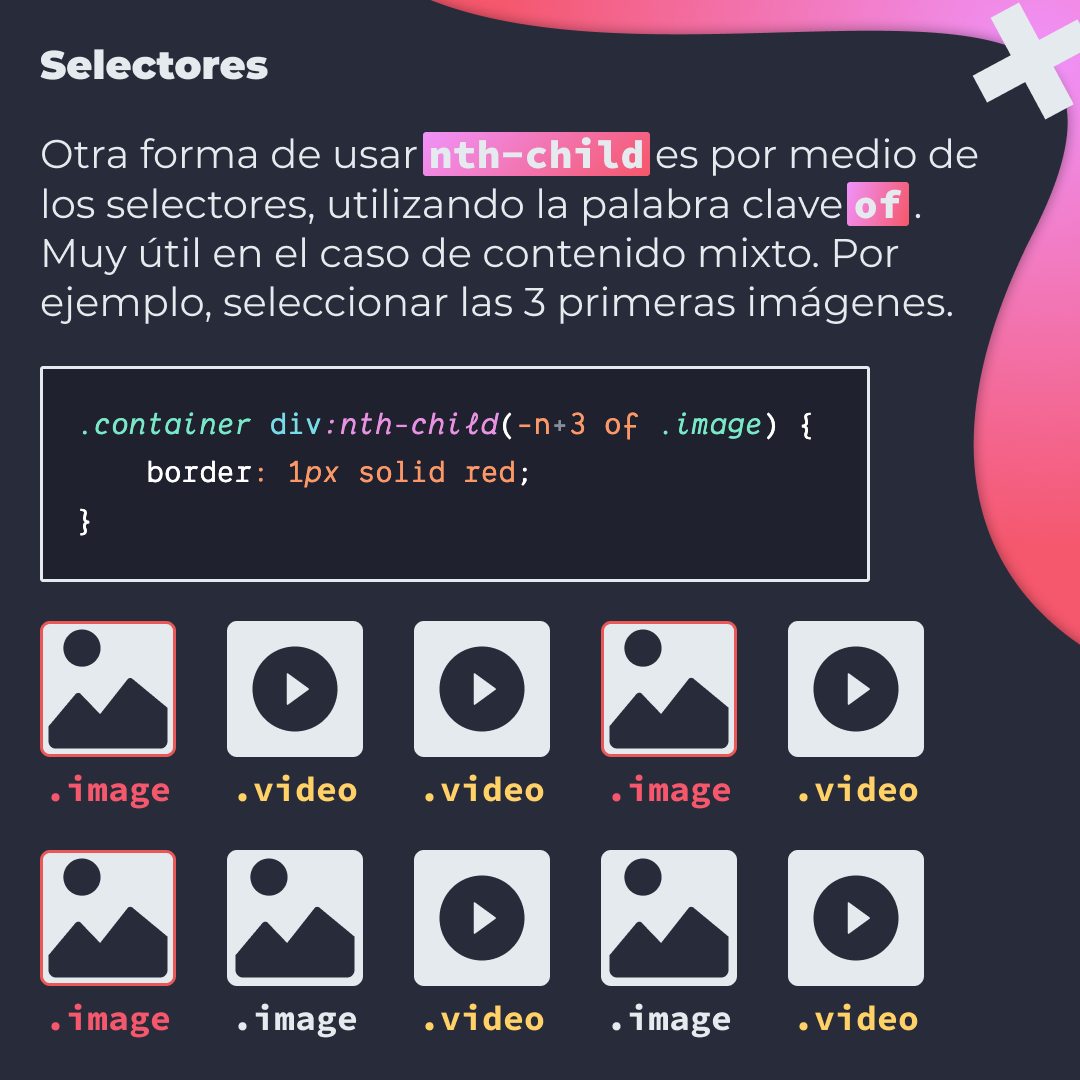 Selectores
Otra forma de usar nth-child es por medio de
los selectores, utilizando la palabra clave of.
Muy útil en el caso de contenido mixto. Por
ejemplo, seleccionar las 3 primeras imágenes.
.container div:nth-child(-n+3 of .image) {
    border: 1px solid red;
}
.image .video .video .image .video
.image .image .video .image .video